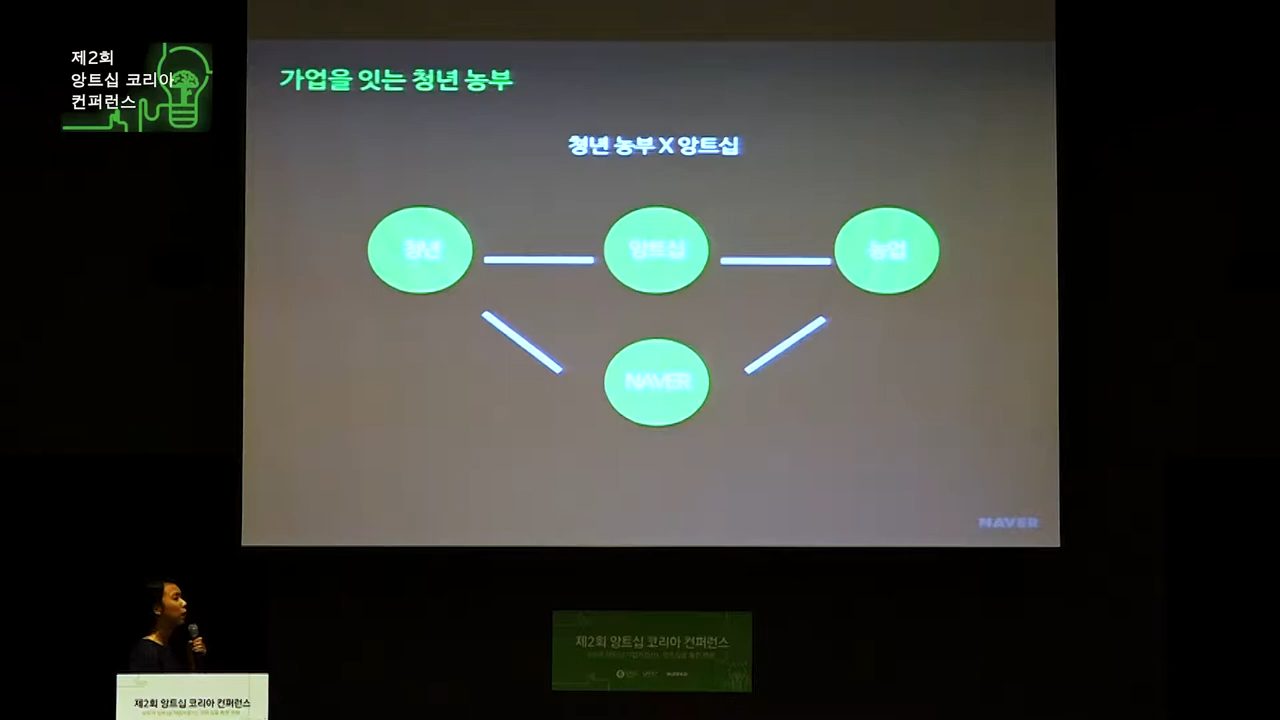 제2회
앙트십 코리아
컨퍼런스
가업을 잇는 청년 농부
청년 농부 X 앙트십
청년
앙트십
농업
NAVER
NAVER
제2회 앙트십 코리아 컨퍼런스
제2회 앙트십 코리아 컨퍼런스